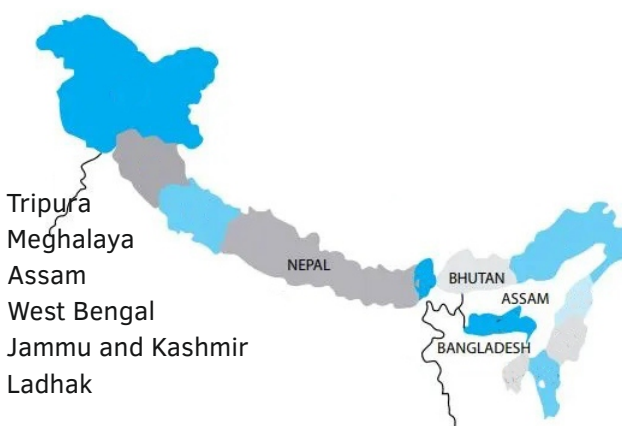 Tripura
Meghalaya
Assam
West Bengal
Jammu and Kashmir
Ladhak
NEPAL
BHUTAN
ASSAM
BANGLADESH